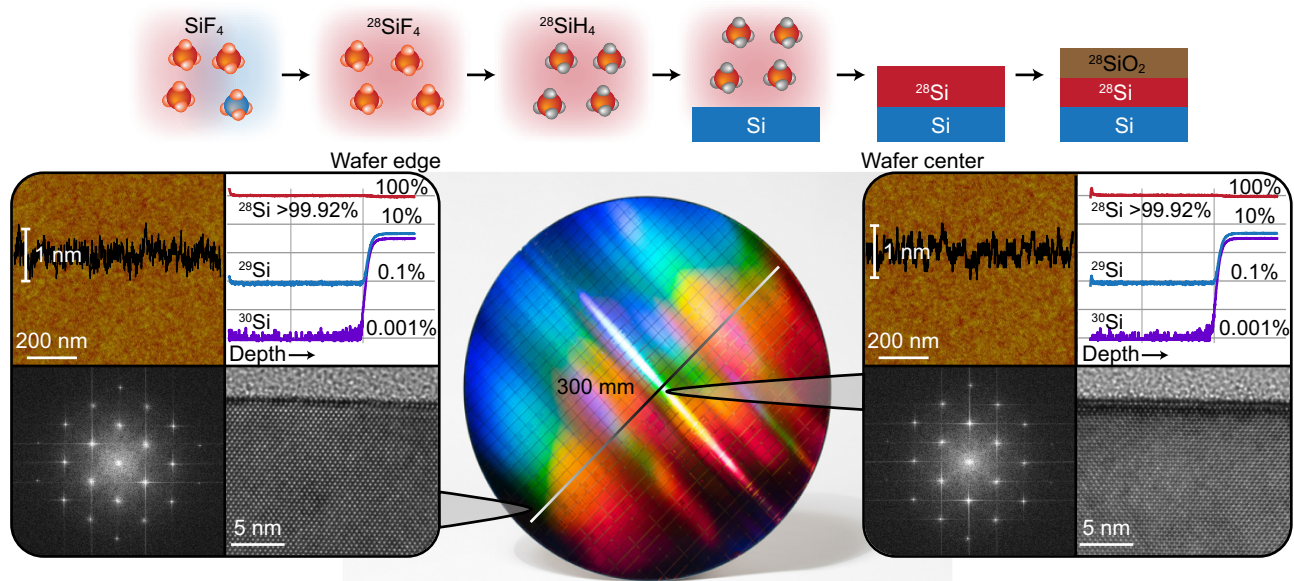 SiF₄
²⁸SiF₄
²⁸SiH₄
Si
²⁸Si
Si
²⁸SiO₂
²⁸Si
Si
Wafer edge
Wafer center
1 nm
200 nm
100%
²⁸Si >99.92%
10%
²⁹Si
0.1%
³⁰Si
0.001%
Depth→
5 nm
300 mm
1 nm
200 nm
100%
²⁸Si >99.92%
10%
²⁹Si
0.1%
³⁰Si
0.001%
Depth→
5 nm